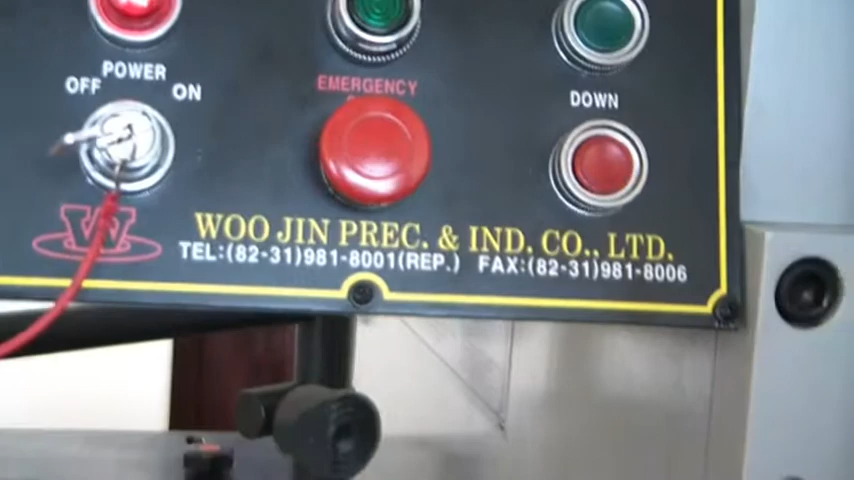 POWER
OFF ON
EMERGENCY
DOWN
W
WOO JIN PREC. & IND. CO., LTD.
TEL:(82-31)981-8001(REP.) FAX:(82-31)981-8006